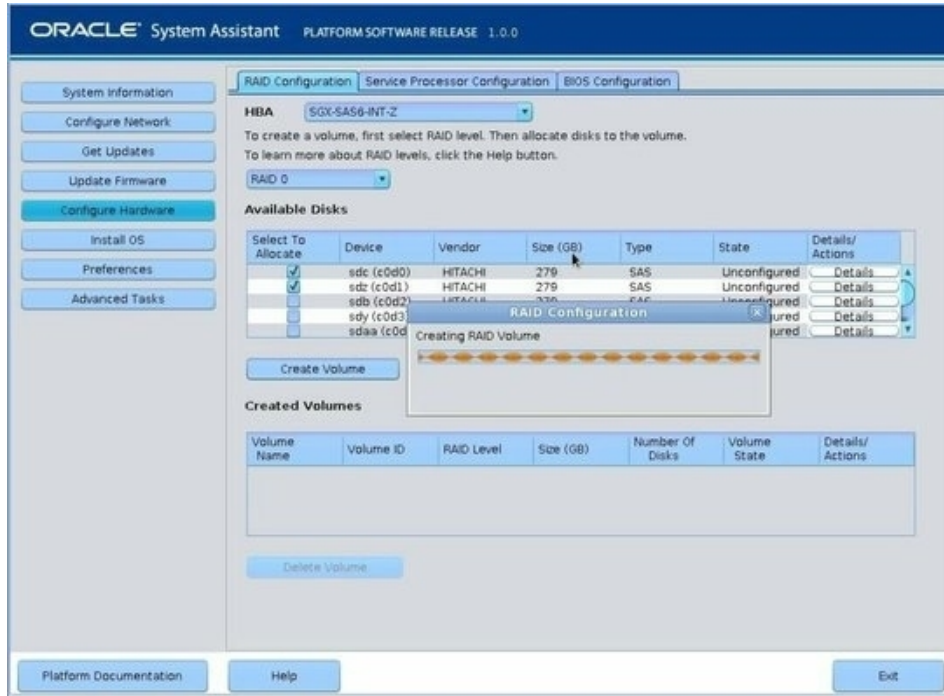 ORACLE® System Assistant PLATFORM SOFTWARE RELEASE 1.0.0
System Information
Configure Network
Get Updates
Update Firmware
Configure Hardware
Install OS
Preferences
Advanced Tasks
RAID Configuration Service Processor Configuration BIOS Configuration
HBA SGX-SAS6-INT-Z
To create a volume, first select RAID level. Then allocate disks to the volume.
To learn more about RAID levels, click the Help button.
RAID 0
Available Disks
Select To Allocate Device Vendor Size (GB) Type State Details/ Actions
sdc (c0d0) HITACHI 279 SAS Unconfigured Details
sdz (c0d1) HITACHI 279 SAS Unconfigured Details
sdb (c0d2) Details
sdy (c0d3) Details
sdaa (c0d Details
RAID Configuration
Creating RAID Volume
Create Volume
Created Volumes
Volume Name Volume ID RAID Level Size (GB) Number Of Disks Volume State Details/ Actions
Delete Volume
Platform Documentation Help Exit